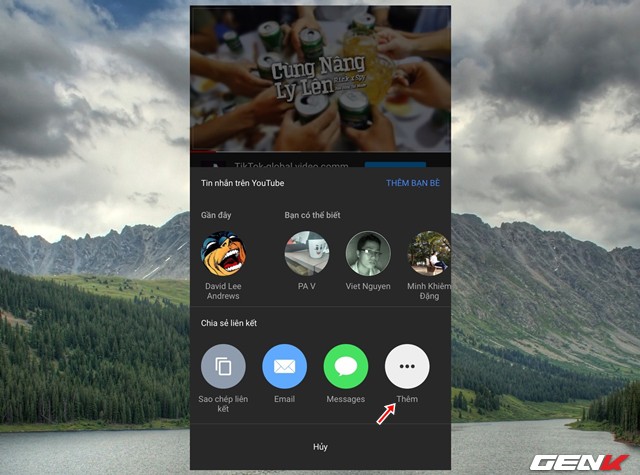 Cùng Nâng
Ly Lên
TikTok-global video comm
Tin nhắn trên YouTube
THÊM BẠN BÈ
Gần đây
Bạn có thể biết
David Lee
Andrews
PA V
Viet Nguyen
Minh Khiêm
Đặng
Chia sẻ liên kết
Sao chép liên
kết
Email
Messages
Thêm
Hủy
GENK